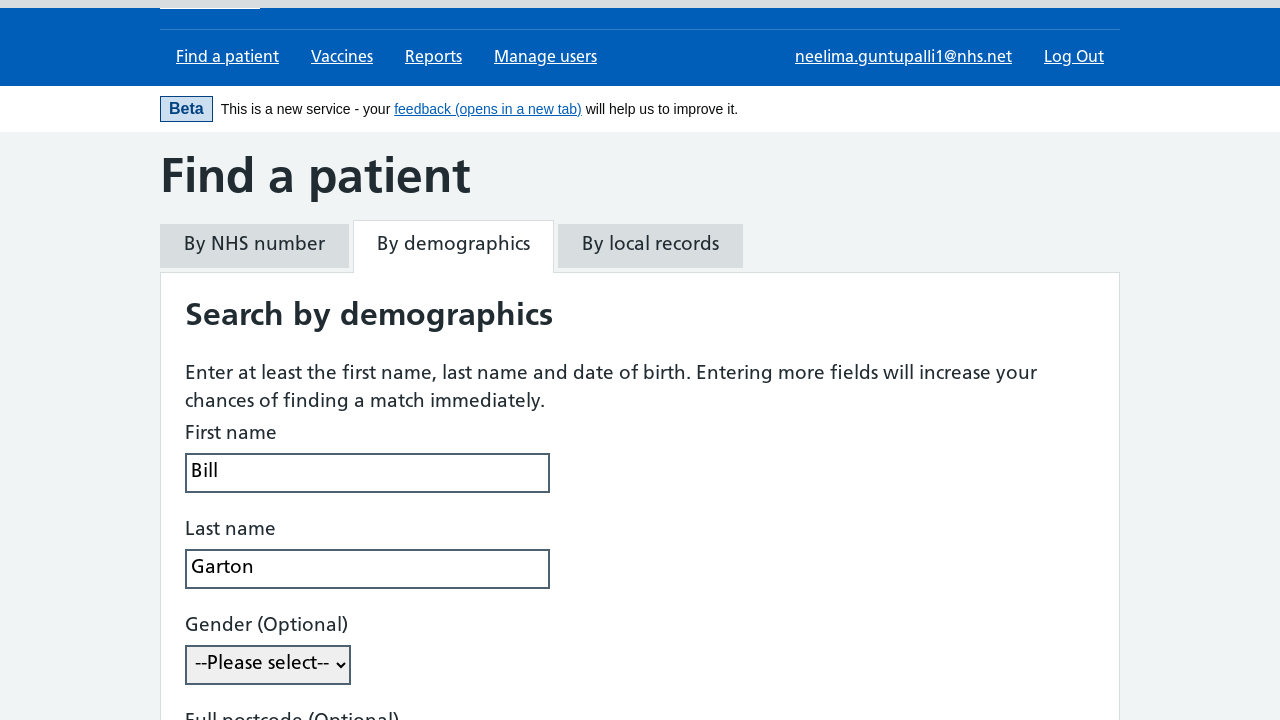 Find a patient Vaccines Reports Manage users neelima.guntupalli1@nhs.net Log Out
Beta This is a new service - your feedback (opens in a new tab) will help us to improve it.
Find a patient
By NHS number By demographics By local records
Search by demographics
Enter at least the first name, last name and date of birth. Entering more fields will increase your
chances of finding a match immediately.
First name
Bill
Last name
Garton
Gender (Optional)
--Please select--
Full postcode (Optional)